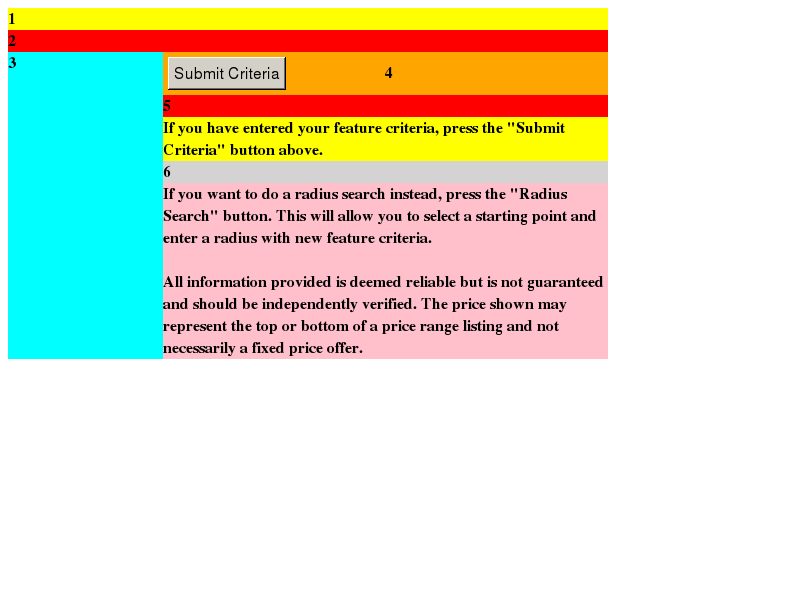 1
2
3
Submit Criteria 4
5
If you have entered your feature criteria, press the "Submit
Criteria" button above.
6
If you want to do a radius search instead, press the "Radius
Search" button. This will allow you to select a starting point and
enter a radius with new feature criteria.
All information provided is deemed reliable but is not guaranteed
and should be independently verified. The price shown may
represent the top or bottom of a price range listing and not
necessarily a fixed price offer.